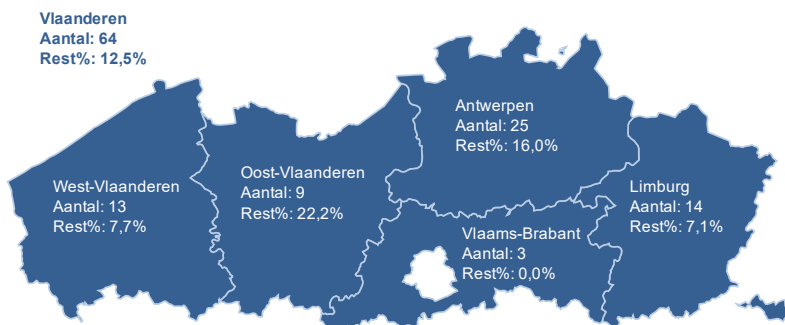 Vlaanderen
Aantal: 64
Rest%: 12,5%
Antwerpen
Aantal: 25
Rest%: 16,0%
Oost-Vlaanderen
Aantal: 9
Rest%: 22,2%
West-Vlaanderen
Aantal: 13
Rest%: 7,7%
Limburg
Aantal: 14
Rest%: 7,1%
Vlaams-Brabant
Aantal: 3
Rest%: 0,0%